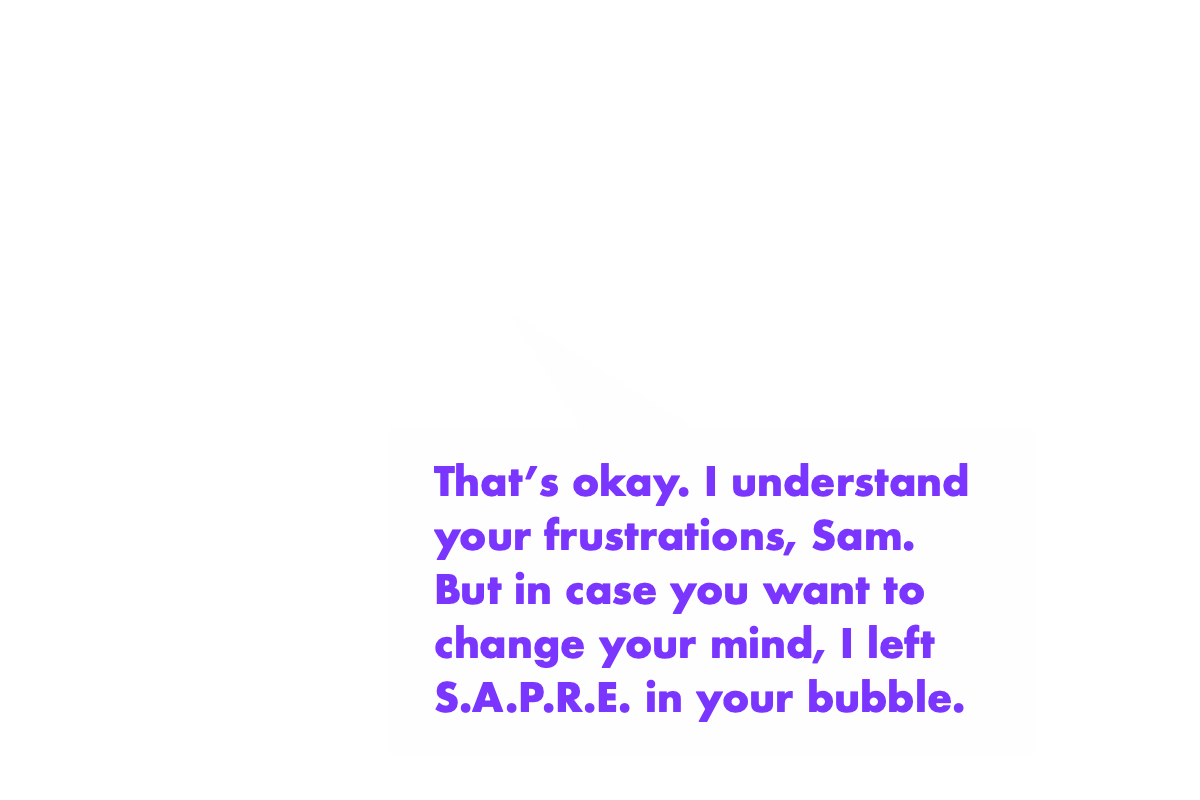 That’s okay. I understand
your frustrations, Sam.
But in case you want to
change your mind, I left
S.A.P.R.E. in your bubble.